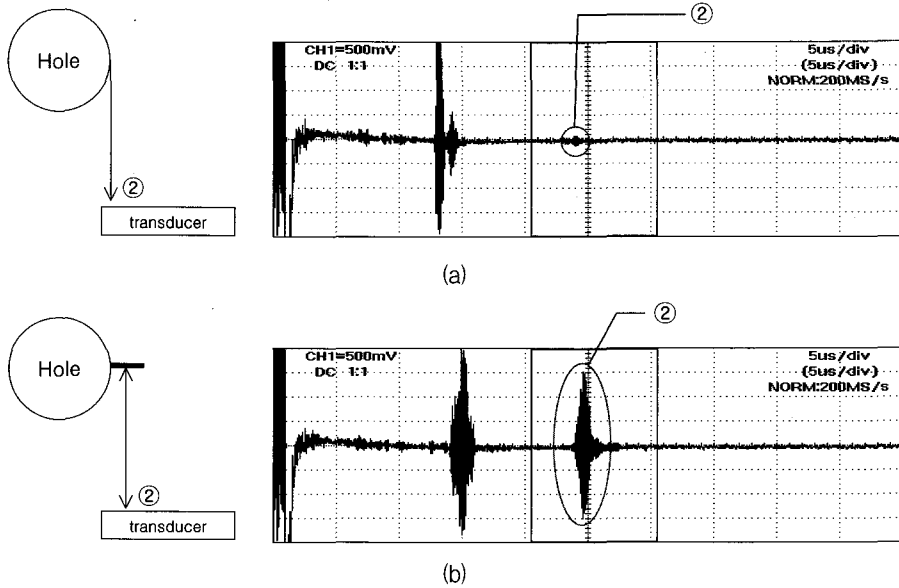 ②
Hole
CH1=500mV
DC 1:1
5us/div
(5us/div)
NORM:200MS/s
②
transducer
(a)
②
Hole
CH1=500mV
DC 1:1
5us/div
(5us/div)
NORM:200MS/s
②
transducer
(b)